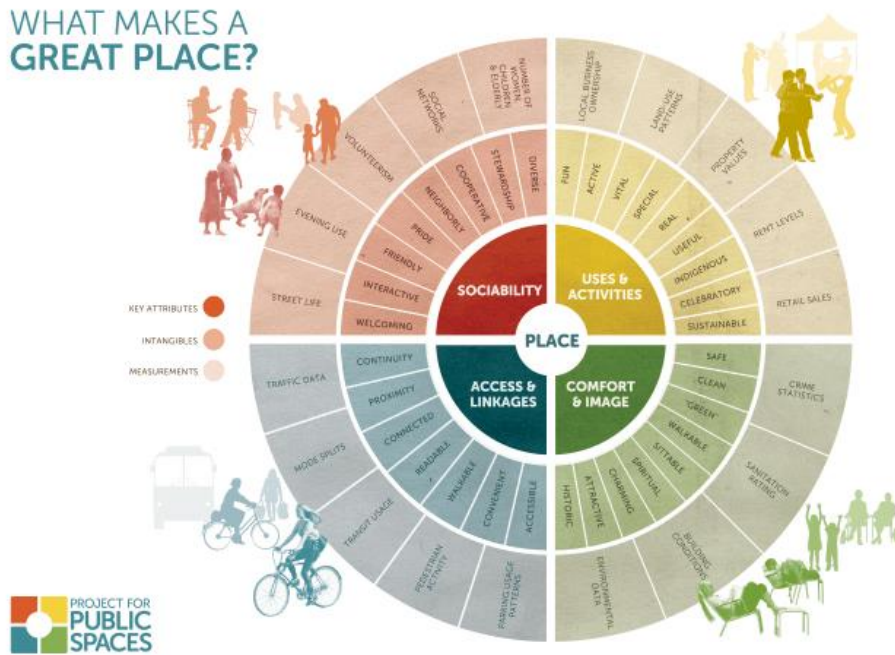 WHAT MAKES A
GREAT PLACE?
KEY ATTRIBUTES
INTANGIBLES
MEASUREMENTS
PLACE
SOCIABILITY
DIVERSE
STEWARDSHIP
COOPERATIVE
NEIGHBORLY
PRIDE
FRIENDLY
INTERACTIVE
WELCOMING
NUMBER OF
WOMEN,
CHILDREN
& ELDERLY
SOCIAL
NETWORKS
VOLUNTEERISM
EVENING USE
STREET LIFE
USES &
ACTIVITIES
FUN
ACTIVE
VITAL
SPECIAL
REAL
USEFUL
INDIGENOUS
CELEBRATORY
SUSTAINABLE
LOCAL BUSINESS
OWNERSHIP
LAND-USE
PATTERNS
PROPERTY
VALUES
RENT LEVELS
RETAIL SALES
ACCESS &
LINKAGES
CONTINUITY
PROXIMITY
CONNECTED
READABLE
WALKABLE
CONVENIENT
ACCESSIBLE
TRAFFIC DATA
MODE SPLITS
TRANSIT USAGE
PEDESTRIAN
ACTIVITY
PARKING USAGE
PATTERNS
COMFORT
& IMAGE
SAFE
CLEAN
"GREEN"
WALKABLE
SITTABLE
SPIRITUAL
CHARMING
ATTRACTIVE
HISTORIC
CRIME
STATISTICS
SANITATION
RATING
BUILDING
CONDITIONS
ENVIRONMENTAL
DATA
PROJECT FOR
PUBLIC
SPACES